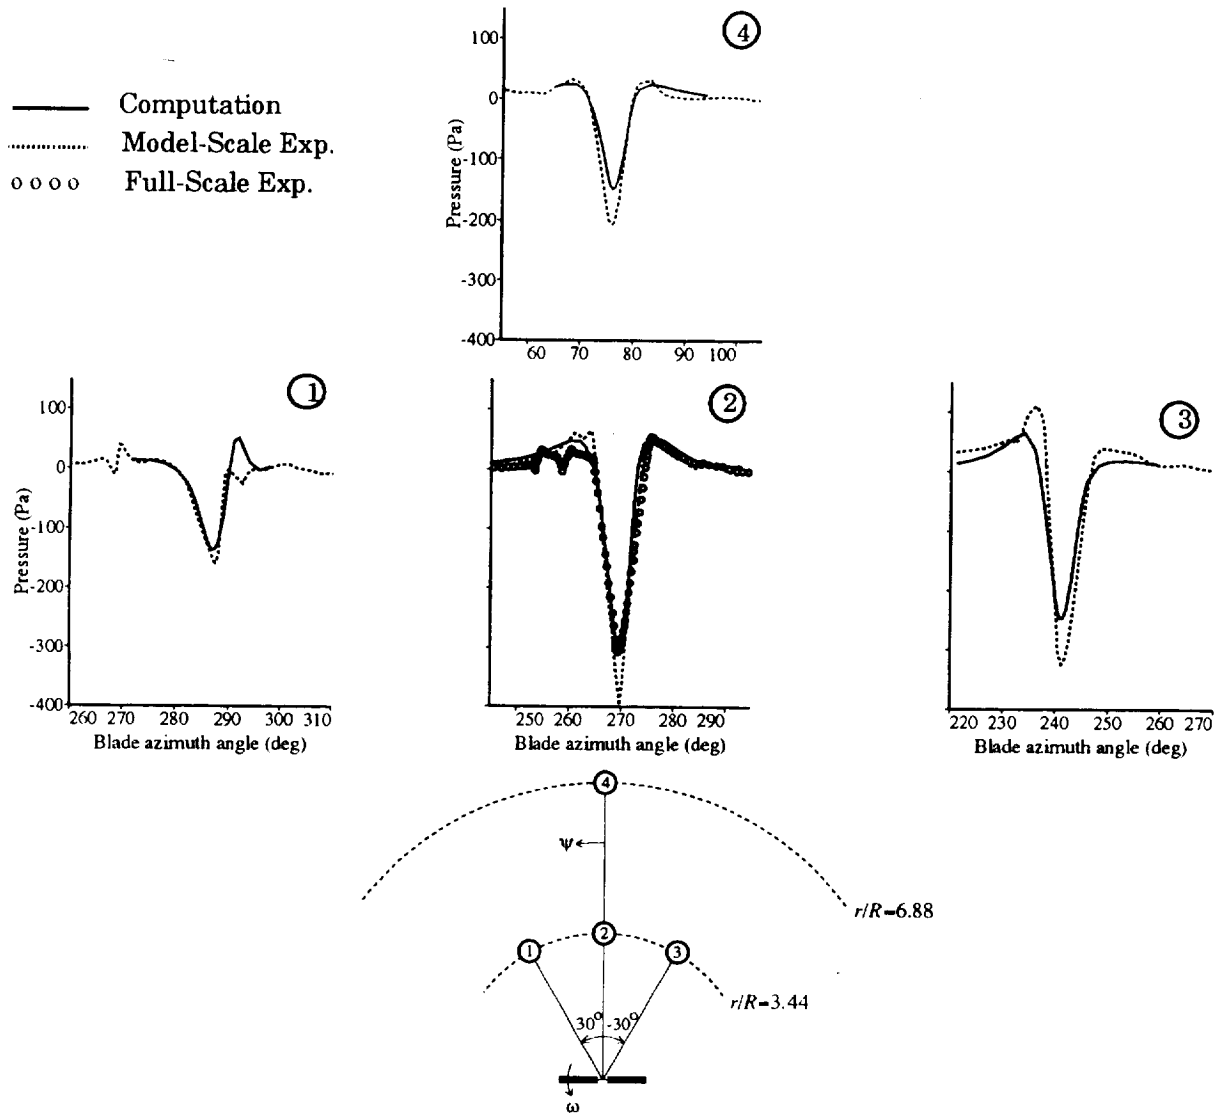 4
100
0
-100
-200
-300
-400
Pressure (Pa)
60 70 80 90 100
Computation
Model-Scale Exp.
oooo Full-Scale Exp.
1
100
0
-100
-200
-300
-400
Pressure (Pa)
260 270 280 290 300 310
Blade azimuth angle (deg)
2
250 260 270 280 290
Blade azimuth angle (deg)
3
220 230 240 250 260 270
Blade azimuth angle (deg)
4
ψ
r/R=6.88
1
2
3
r/R=3.44
30° -30°
ω